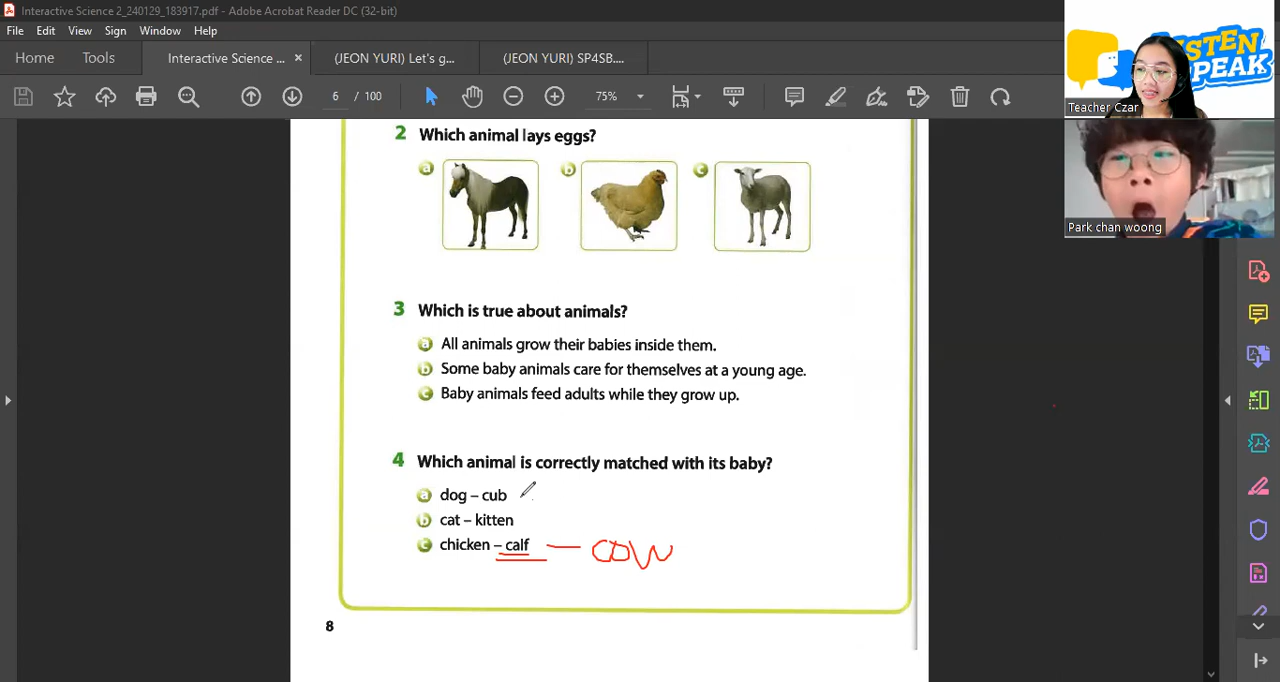 Interactive Science 2_240129_183917.pdf - Adobe Acrobat Reader DC (32-bit)
File Edit View Sign Window Help
Home Tools Interactive Science ... × (JEON YURI) Let's g... (JEON YURI) SP4SB....
6 / 100 75%
LISTEN
SPEAK
Teacher Czar
Park chan woong
2 Which animal lays eggs?
a b c
3 Which is true about animals?
a All animals grow their babies inside them.
b Some baby animals care for themselves at a young age.
c Baby animals feed adults while they grow up.
4 Which animal is correctly matched with its baby?
a dog – cub
b cat – kitten
c chicken – calf — COW
8